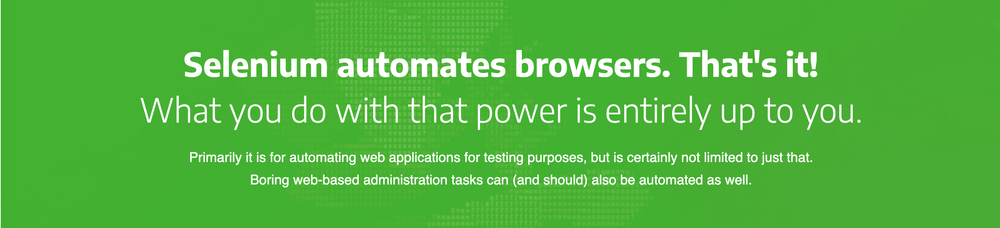 Selenium automates browsers. That's it!
What you do with that power is entirely up to you.
Primarily it is for automating web applications for testing purposes, but is certainly not limited to just that.
Boring web-based administration tasks can (and should) also be automated as well.